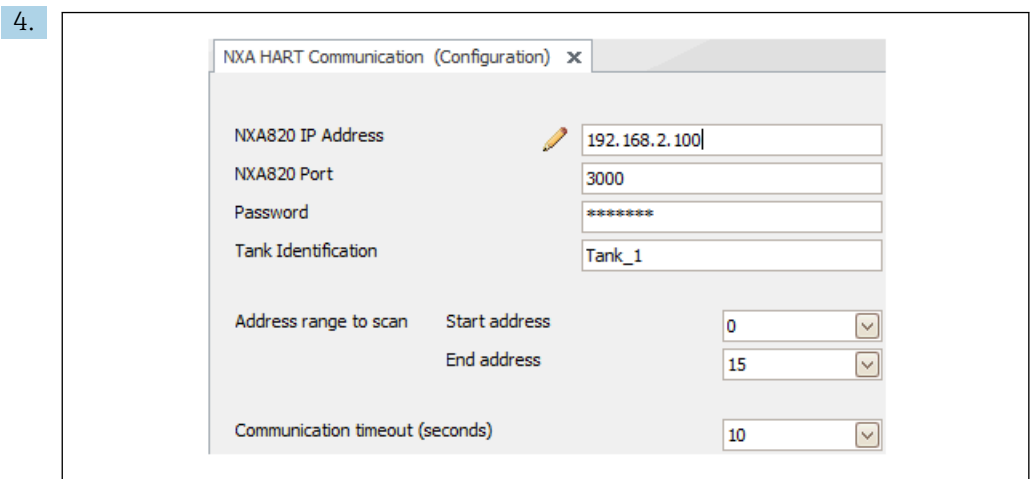 4.
NXA HART Communication (Configuration) x
NXA820 IP Address 192.168.2.100
NXA820 Port 3000
Password *******
Tank Identification Tank_1
Address range to scan Start address 0
End address 15
Communication timeout (seconds) 10